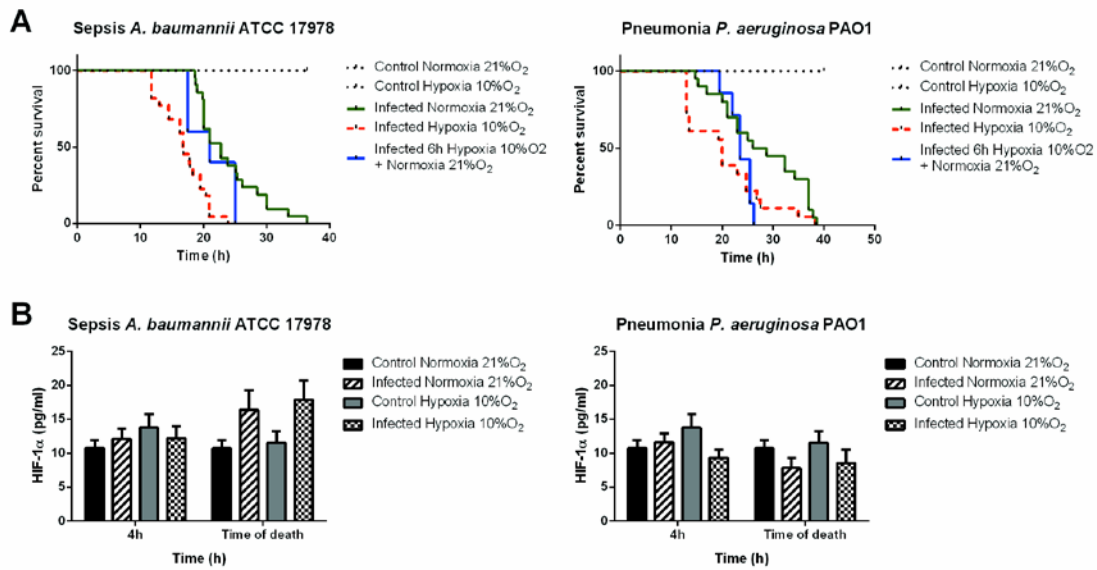 A
Sepsis A. baumannii ATCC 17978
Percent survival
100
50
0
0 10 20 30 40
Time (h)
Control Normoxia 21%O2
Control Hypoxia 10%O2
Infected Normoxia 21%O2
Infected Hypoxia 10%O2
Infected 6h Hypoxia 10%O2
+ Normoxia 21%O2
Pneumonia P. aeruginosa PAO1
Percent survival
100
50
0
0 10 20 30 40 50
Time (h)
Control Normoxia 21%O2
Control Hypoxia 10%O2
Infected Normoxia 21%O2
Infected Hypoxia 10%O2
Infected 6h Hypoxia 10%O2
+ Normoxia 21%O2
B
Sepsis A. baumannii ATCC 17978
HIF-1α (pg/ml)
25
20
15
10
5
0
4h Time of death
Time (h)
Control Normoxia 21%O2
Infected Normoxia 21%O2
Control Hypoxia 10%O2
Infected Hypoxia 10%O2
Pneumonia P. aeruginosa PAO1
HIF-1α (pg/ml)
25
20
15
10
5
0
4h Time of death
Time (h)
Control Normoxia 21%O2
Infected Normoxia 21%O2
Control Hypoxia 10%O2
Infected Hypoxia 10%O2